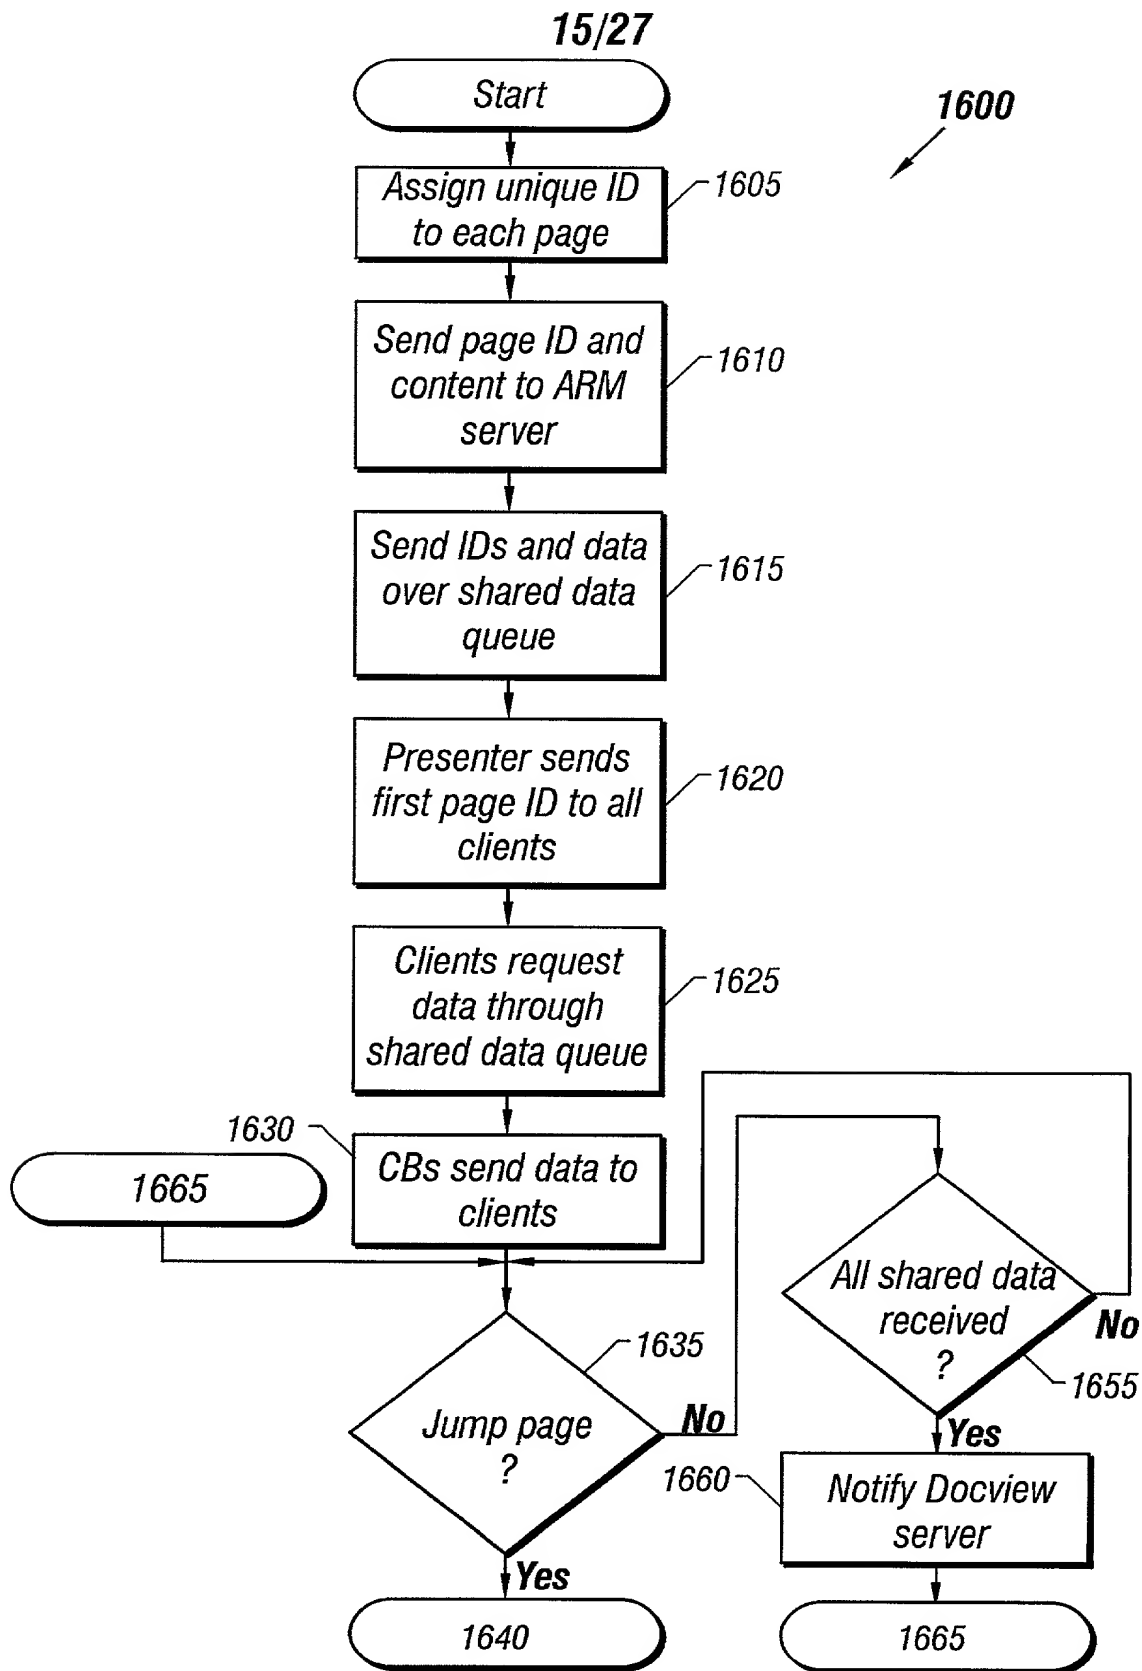 15/27
Start
1600
Assign unique ID
to each page
1605
Send page ID and
content to ARM
server
1610
Send IDs and data
over shared data
queue
1615
Presenter sends
first page ID to all
clients
1620
Clients request
data through
shared data queue
1625
1630
CBs send data to
clients
1665
All shared data
received
?
No
1655
1635
Jump page
?
No
Yes
1660
Notify Docview
server
Yes
1640
1665